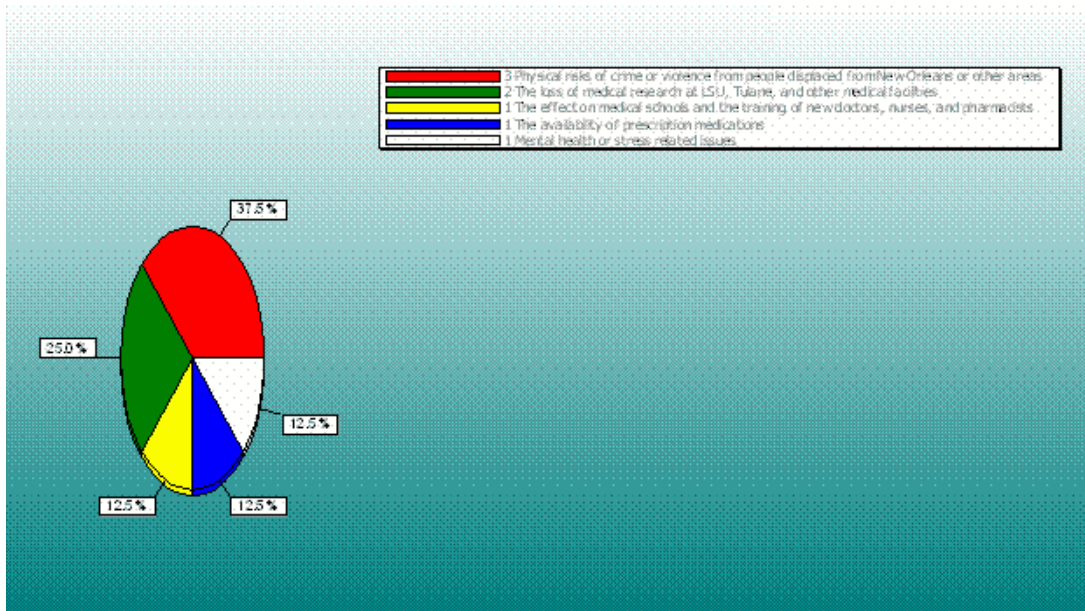 3 Physical risks of crime or violence from people displaced from New Orleans or other areas
2 The loss of medical research at LSU, Tulane, and other medical facilities
1 The effect on medical schools and the training of new doctors, nurses, and pharmacists
1 The availability of prescription medications
1 Mental health or stress related issues
37.5 %
25.0 %
12.5 %
12.5 %
12.5 %